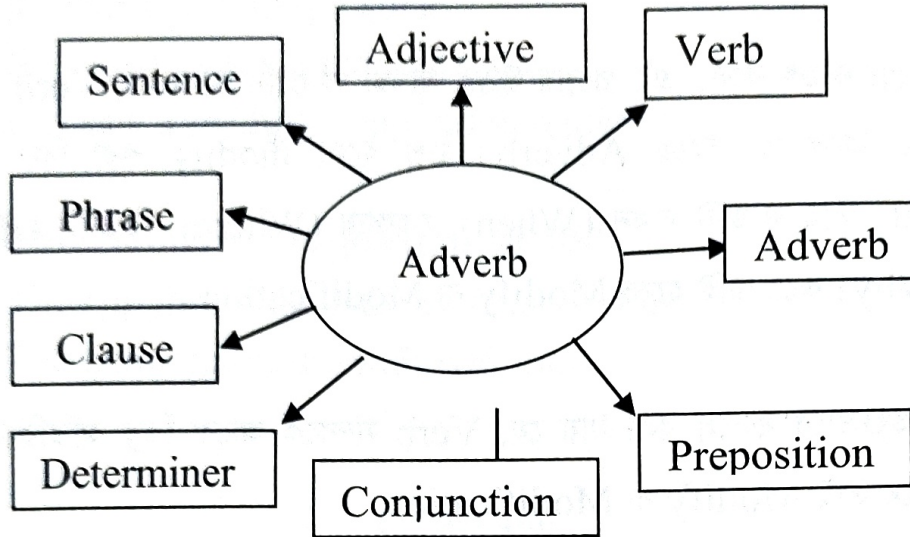 Adjective
Verb
Sentence
Phrase
Adverb
Adverb
Clause
Determiner
Conjunction
Preposition